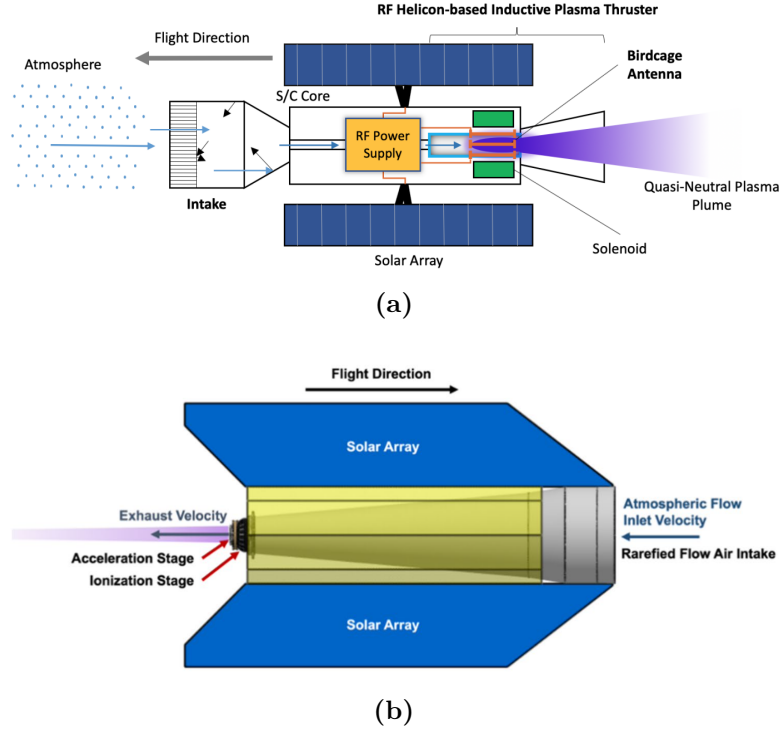 RF Helicon-based Inductive Plasma Thruster
Flight Direction
Atmosphere
Birdcage
Antenna
S/C Core
RF Power
Supply
Intake
Quasi-Neutral Plasma
Plume
Solenoid
Solar Array
(a)
Flight Direction
Solar Array
Exhaust Velocity
Atmospheric Flow
Inlet Velocity
Acceleration Stage
Rarefied Flow Air Intake
Ionization Stage
Solar Array
(b)